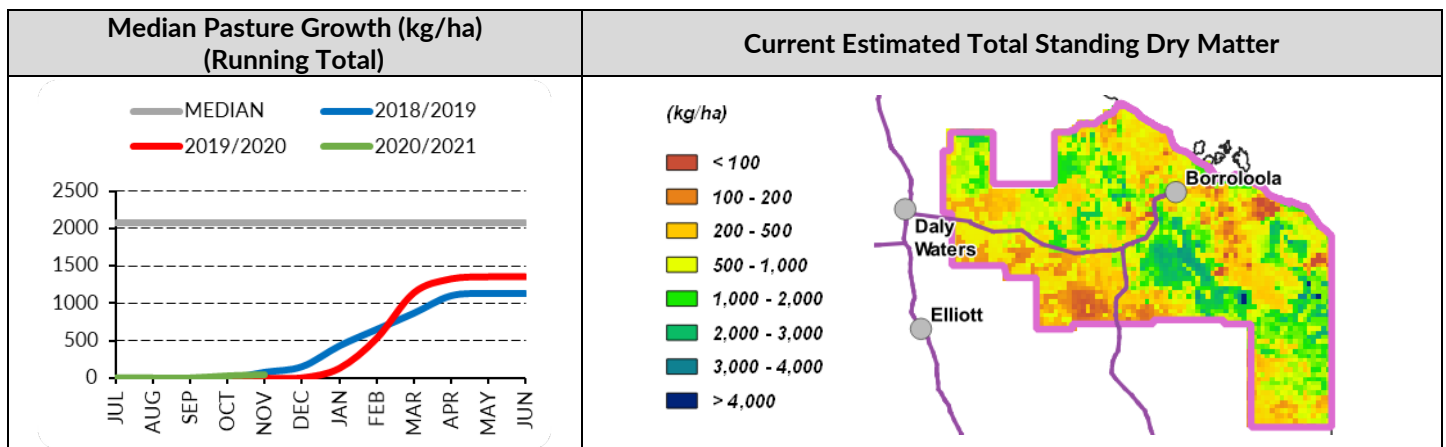 Median Pasture Growth (kg/ha)
(Running Total)
Current Estimated Total Standing Dry Matter
MEDIAN
2018/2019
2019/2020
2020/2021
2500
2000
1500
1000
500
0
JUL
AUG
SEP
OCT
NOV
DEC
JAN
FEB
MAR
APR
MAY
JUN
(kg/ha)
< 100
100 - 200
200 - 500
500 - 1,000
1,000 - 2,000
2,000 - 3,000
3,000 - 4,000
> 4,000
Borroloola
Daly
Waters
Elliott